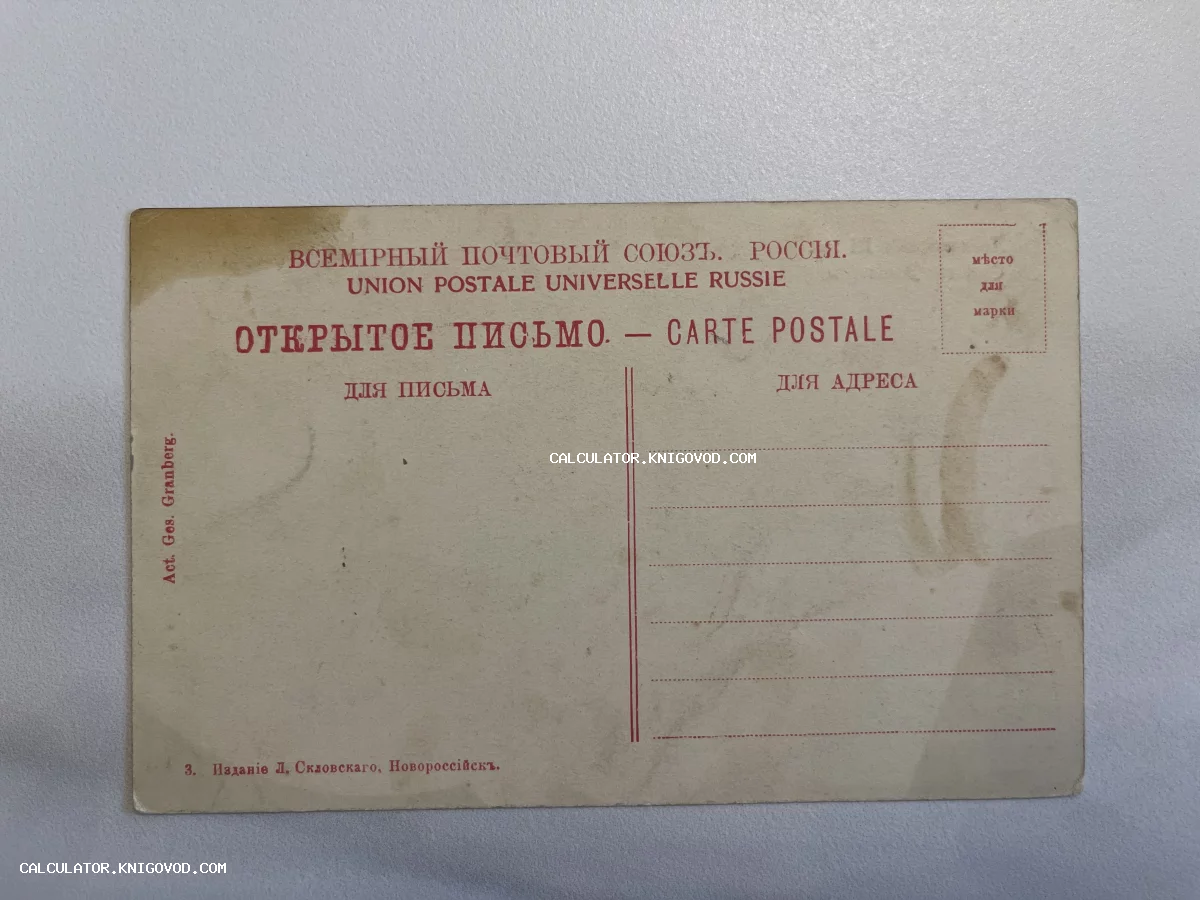 ВСЕМІРНЫЙ ПОЧТОВЫЙ СОЮЗЪ. РОССІЯ.
UNION POSTALE UNIVERSELLE RUSSIE
ОТКРЫТОЕ ПИСЬМО. — CARTE POSTALE
мѣсто
для
марки
ДЛЯ ПИСЬМА
ДЛЯ АДРЕСА
Act. Ges. Granberg.
CALCULATOR.KNIGOVOD.COM
3. Изданіе Л. Скловскаго, Новороссійскъ.
CALCULATOR.KNIGOVOD.COM